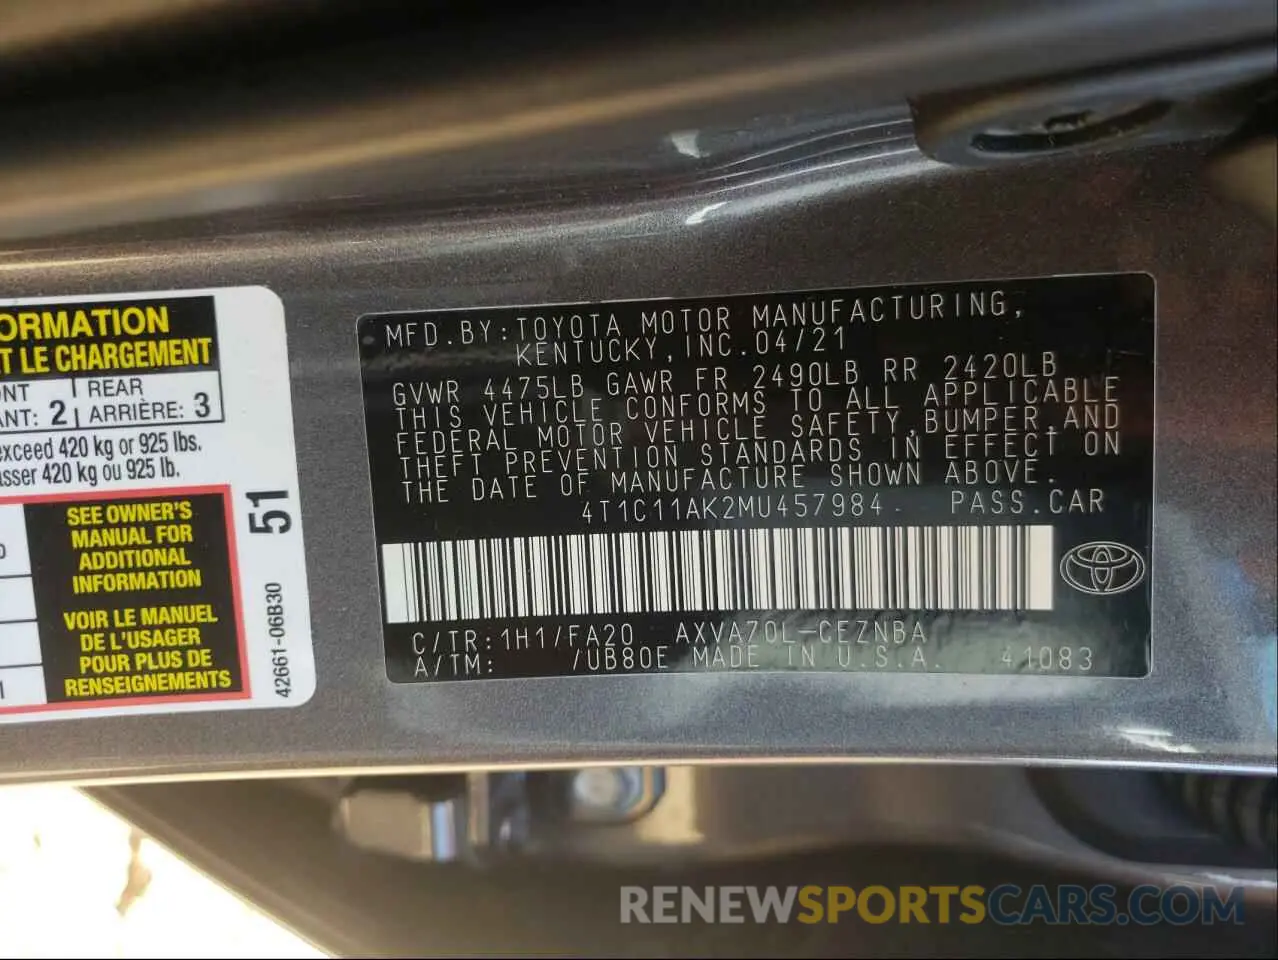 ORMATION
T LE CHARGEMENT
REAR
ANT: 2 ARRIÈRE: 3
exceed 420 kg or 925 lbs.
sser 420 kg ou 925 lb.
SEE OWNER'S
MANUAL FOR
ADDITIONAL
INFORMATION
VOIR LE MANUEL
DE L'USAGER
POUR PLUS DE
RENSEIGNEMENTS
51
42661-06B30
MFD.BY:TOYOTA MOTOR MANUFACTURING,
KENTUCKY,INC.04/21
GVWR 4475LB GAWR FR 2490LB RR 2420LB
THIS VEHICLE CONFORMS TO ALL APPLICABLE
FEDERAL MOTOR VEHICLE SAFETY,BUMPER,AND
THEFT PREVENTION STANDARDS IN EFFECT ON
THE DATE OF MANUFACTURE SHOWN ABOVE.
4T1C11AK2MU457984 PASS.CAR
C/TR:1H1/FA20 AXVA70L-CEZNBA
A/TM: /UB80E MADE IN U.S.A. 41083
RENEWSPORTSCARS.COM